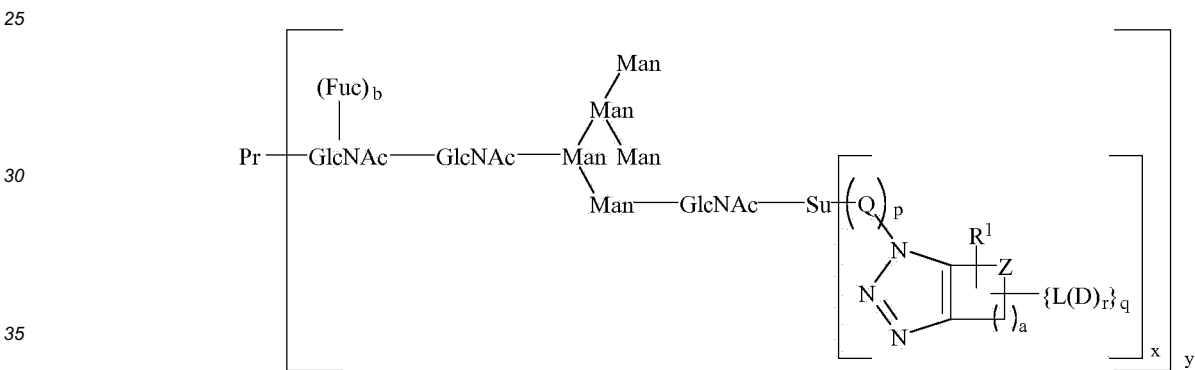 25
Man
(Fuc)b
Man
Pr GlcNAc GlcNAc Man Man
30
Man GlcNAc Su (Q)p
R1
N Z
N {L(D)r}q
( )a
N
35
x
y